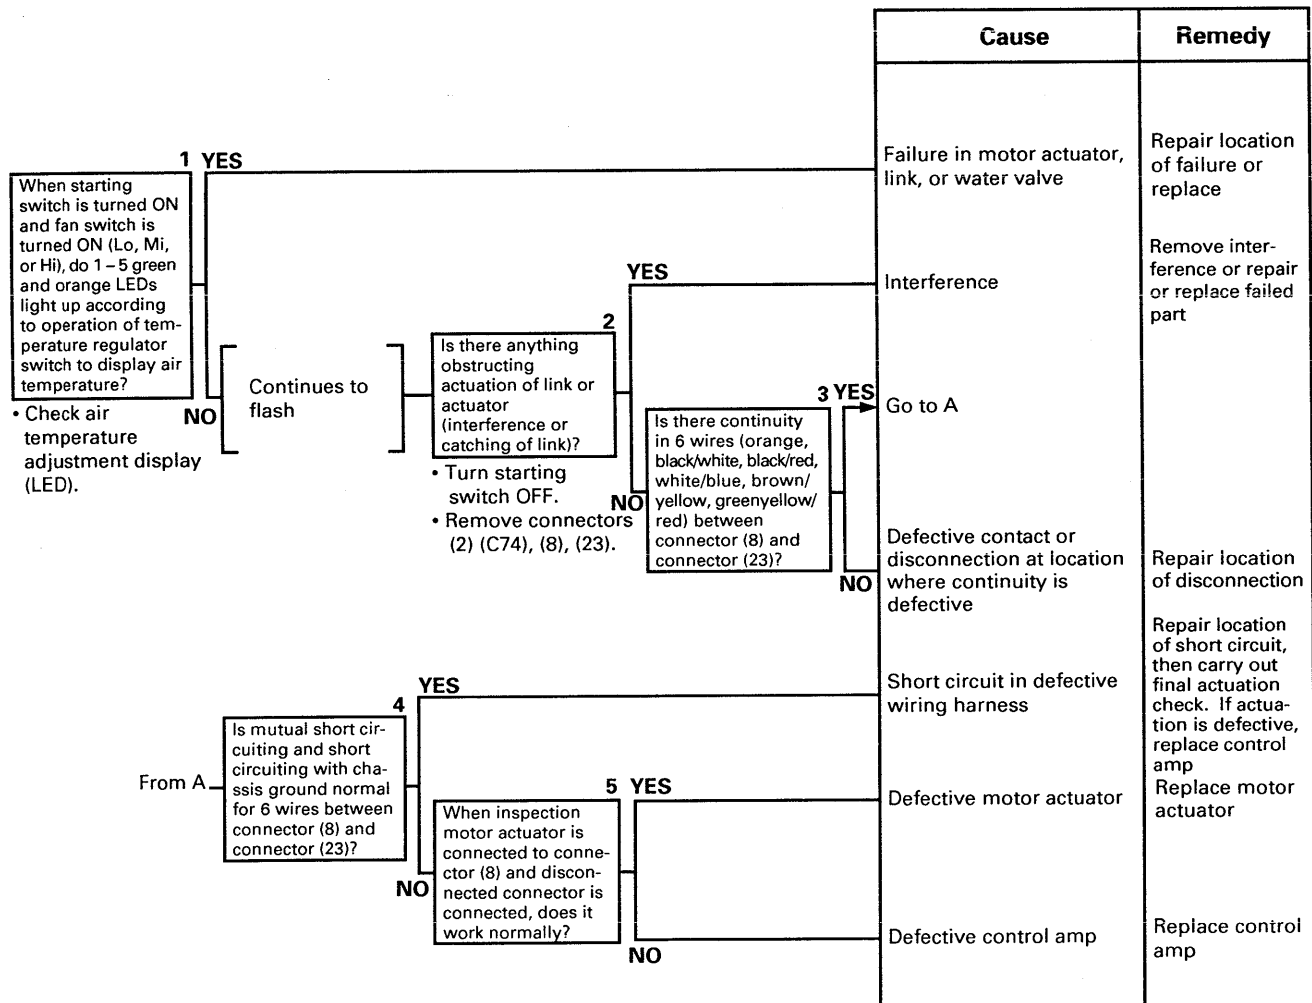 Cause
Remedy
1 YES
When starting
switch is turned ON
and fan switch is
turned ON (Lo, Mi,
or Hi), do 1 – 5 green
and orange LEDs
light up according
to operation of tem-
perature regulator
switch to display air
temperature?
• Check air
temperature
adjustment display
(LED).
NO
Continues to
flash
Failure in motor actuator,
link, or water valve
Repair location
of failure or
replace
2
Is there anything
obstructing
actuation of link or
actuator
(interference or
catching of link)?
• Turn starting
switch OFF.
• Remove connectors
(2) (C74), (8), (23).
YES
Interference
Remove inter-
ference or repair
or replace failed
part
NO
3 YES
Is there continuity
in 6 wires (orange,
black/white, black/red,
white/blue, brown/
yellow, greenyellow/
red) between
connector (8) and
connector (23)?
Go to A
NO
Defective contact or
disconnection at location
where continuity is
defective
Repair location
of disconnection
From A
4
Is mutual short cir-
cuiting and short
circuiting with cha-
ssis ground normal
for 6 wires between
connector (8) and
connector (23)?
YES
Short circuit in defective
wiring harness
Repair location
of short circuit,
then carry out
final actuation
check. If actua-
tion is defective,
replace control
amp
NO
5 YES
When inspection
motor actuator is
connected to conne-
ctor (8) and discon-
nected connector is
connected, does it
work normally?
Defective motor actuator
Replace motor
actuator
NO
Defective control amp
Replace control
amp